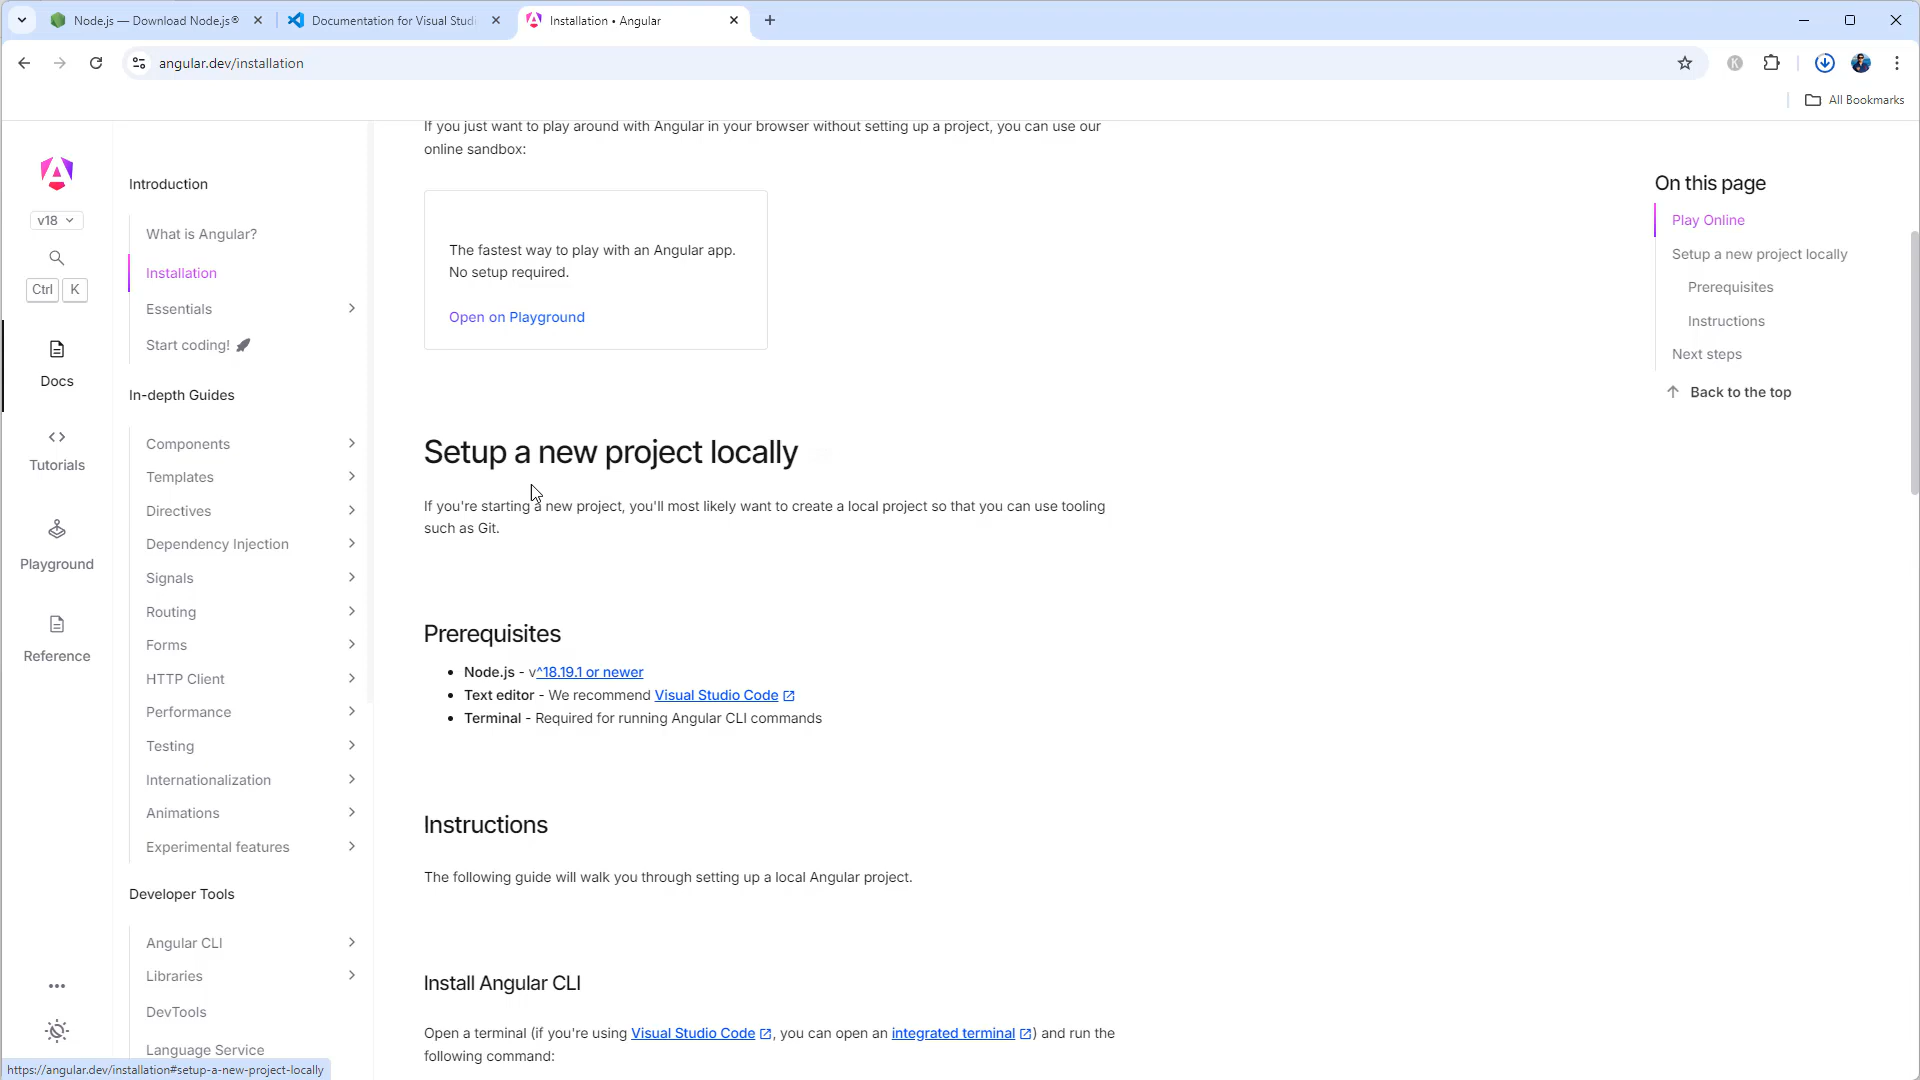 Node.js — Download Node.js®
Documentation for Visual Studi
Installation • Angular
angular.dev/installation
K
All Bookmarks
v18
Ctrl K
Docs
Tutorials
Playground
Reference
Introduction
What is Angular?
Installation
Essentials
Start coding! 🚀
In-depth Guides
Components
Templates
Directives
Dependency Injection
Signals
Routing
Forms
HTTP Client
Performance
Testing
Internationalization
Animations
Experimental features
Developer Tools
Angular CLI
Libraries
DevTools
Language Service
If you just want to play around with Angular in your browser without setting up a project, you can use our
online sandbox:
The fastest way to play with an Angular app.
No setup required.
Open on Playground
Setup a new project locally
If you're starting a new project, you'll most likely want to create a local project so that you can use tooling
such as Git.
Prerequisites
• Node.js - v^18.19.1 or newer
• Text editor - We recommend Visual Studio Code
• Terminal - Required for running Angular CLI commands
Instructions
The following guide will walk you through setting up a local Angular project.
Install Angular CLI
Open a terminal (if you're using Visual Studio Code, you can open an integrated terminal) and run the
following command:
On this page
Play Online
Setup a new project locally
Prerequisites
Instructions
Next steps
Back to the top
https://angular.dev/installation#setup-a-new-project-locally